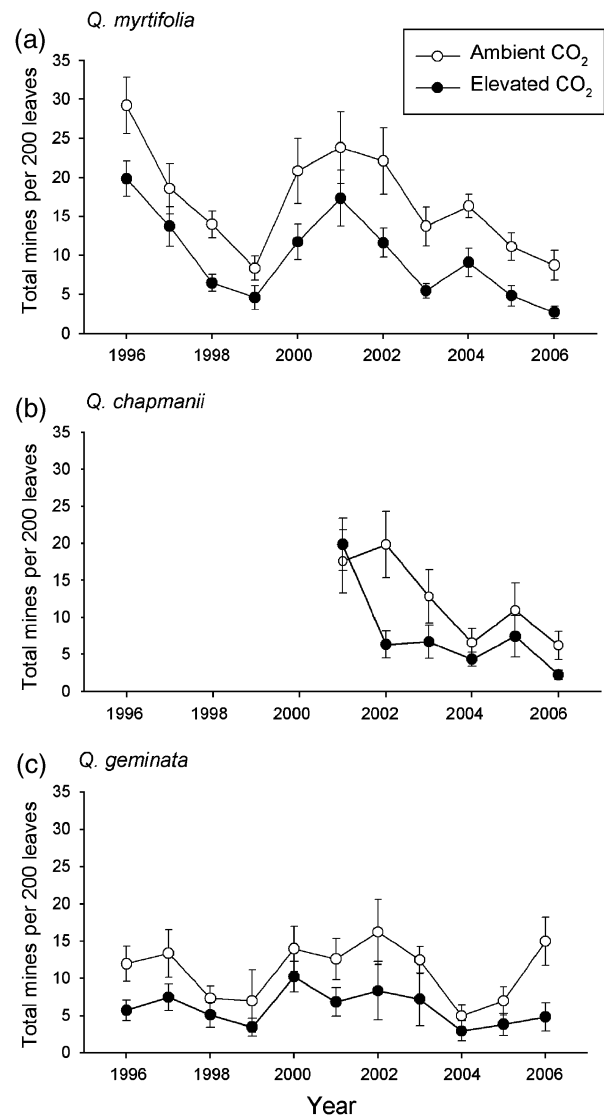 Q. myrtifolia
(a)
Ambient CO₂
Elevated CO₂
Total mines per 200 leaves
35
30
25
20
15
10
5
0
1996 1998 2000 2002 2004 2006
(b) Q. chapmanii
Total mines per 200 leaves
35
30
25
20
15
10
5
0
1996 1998 2000 2002 2004 2006
(c) Q. geminata
Total mines per 200 leaves
35
30
25
20
15
10
5
0
1996 1998 2000 2002 2004 2006
Year